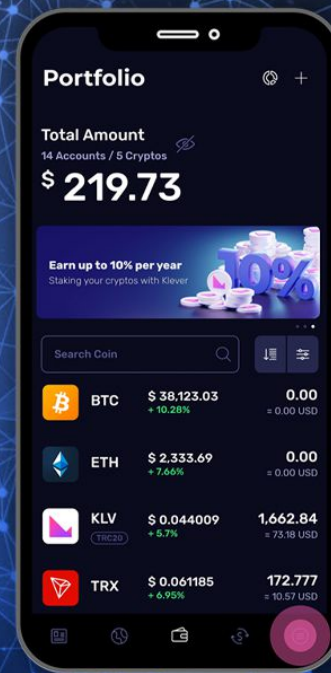 Portfolio
Total Amount
14 Accounts / 5 Cryptos
$ 219.73
Earn up to 10% per year
Staking your cryptos with Klever
10%
Search Coin
BTC $ 38,123.03 0.00
+ 10.28% = 0.00 USD
ETH $ 2,333.69 0.00
+ 7.66% = 0.00 USD
KLV $ 0.044009 1,662.84
TRC20 + 5.7% = 73.18 USD
TRX $ 0.061185 172.777
+ 6.95% = 10.57 USD